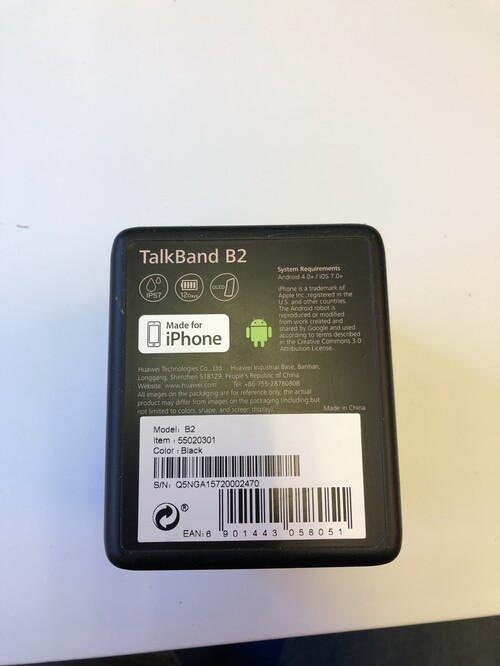 TalkBand B2
IP57
12Days
OLED
System Requirements
Android 4.0+ / iOS 7.0+
iPhone is a trademark of
Apple Inc., registered in the
U.S. and other countries.
The Android robot is
reproduced or modified
from work created and
shared by Google and used
according to terms described
in the Creative Commons 3.0
Attribution License.
Made for
iPhone
Huawei Technologies Co., Ltd. Huawei Industrial Base, Bantian,
Longgang, Shenzhen 518129, People's Republic of China
Website: www.huawei.com Tel: +86-755-28780808
All images on the packaging are for reference only, the actual
product may differ from images on the packaging (including but
not limited to colors, shape, and screen display).
Made in China
Model: B2
Item : 55020301
Color : Black
S/N: Q5NGA15720002470
®
EAN: 6 901443 058051